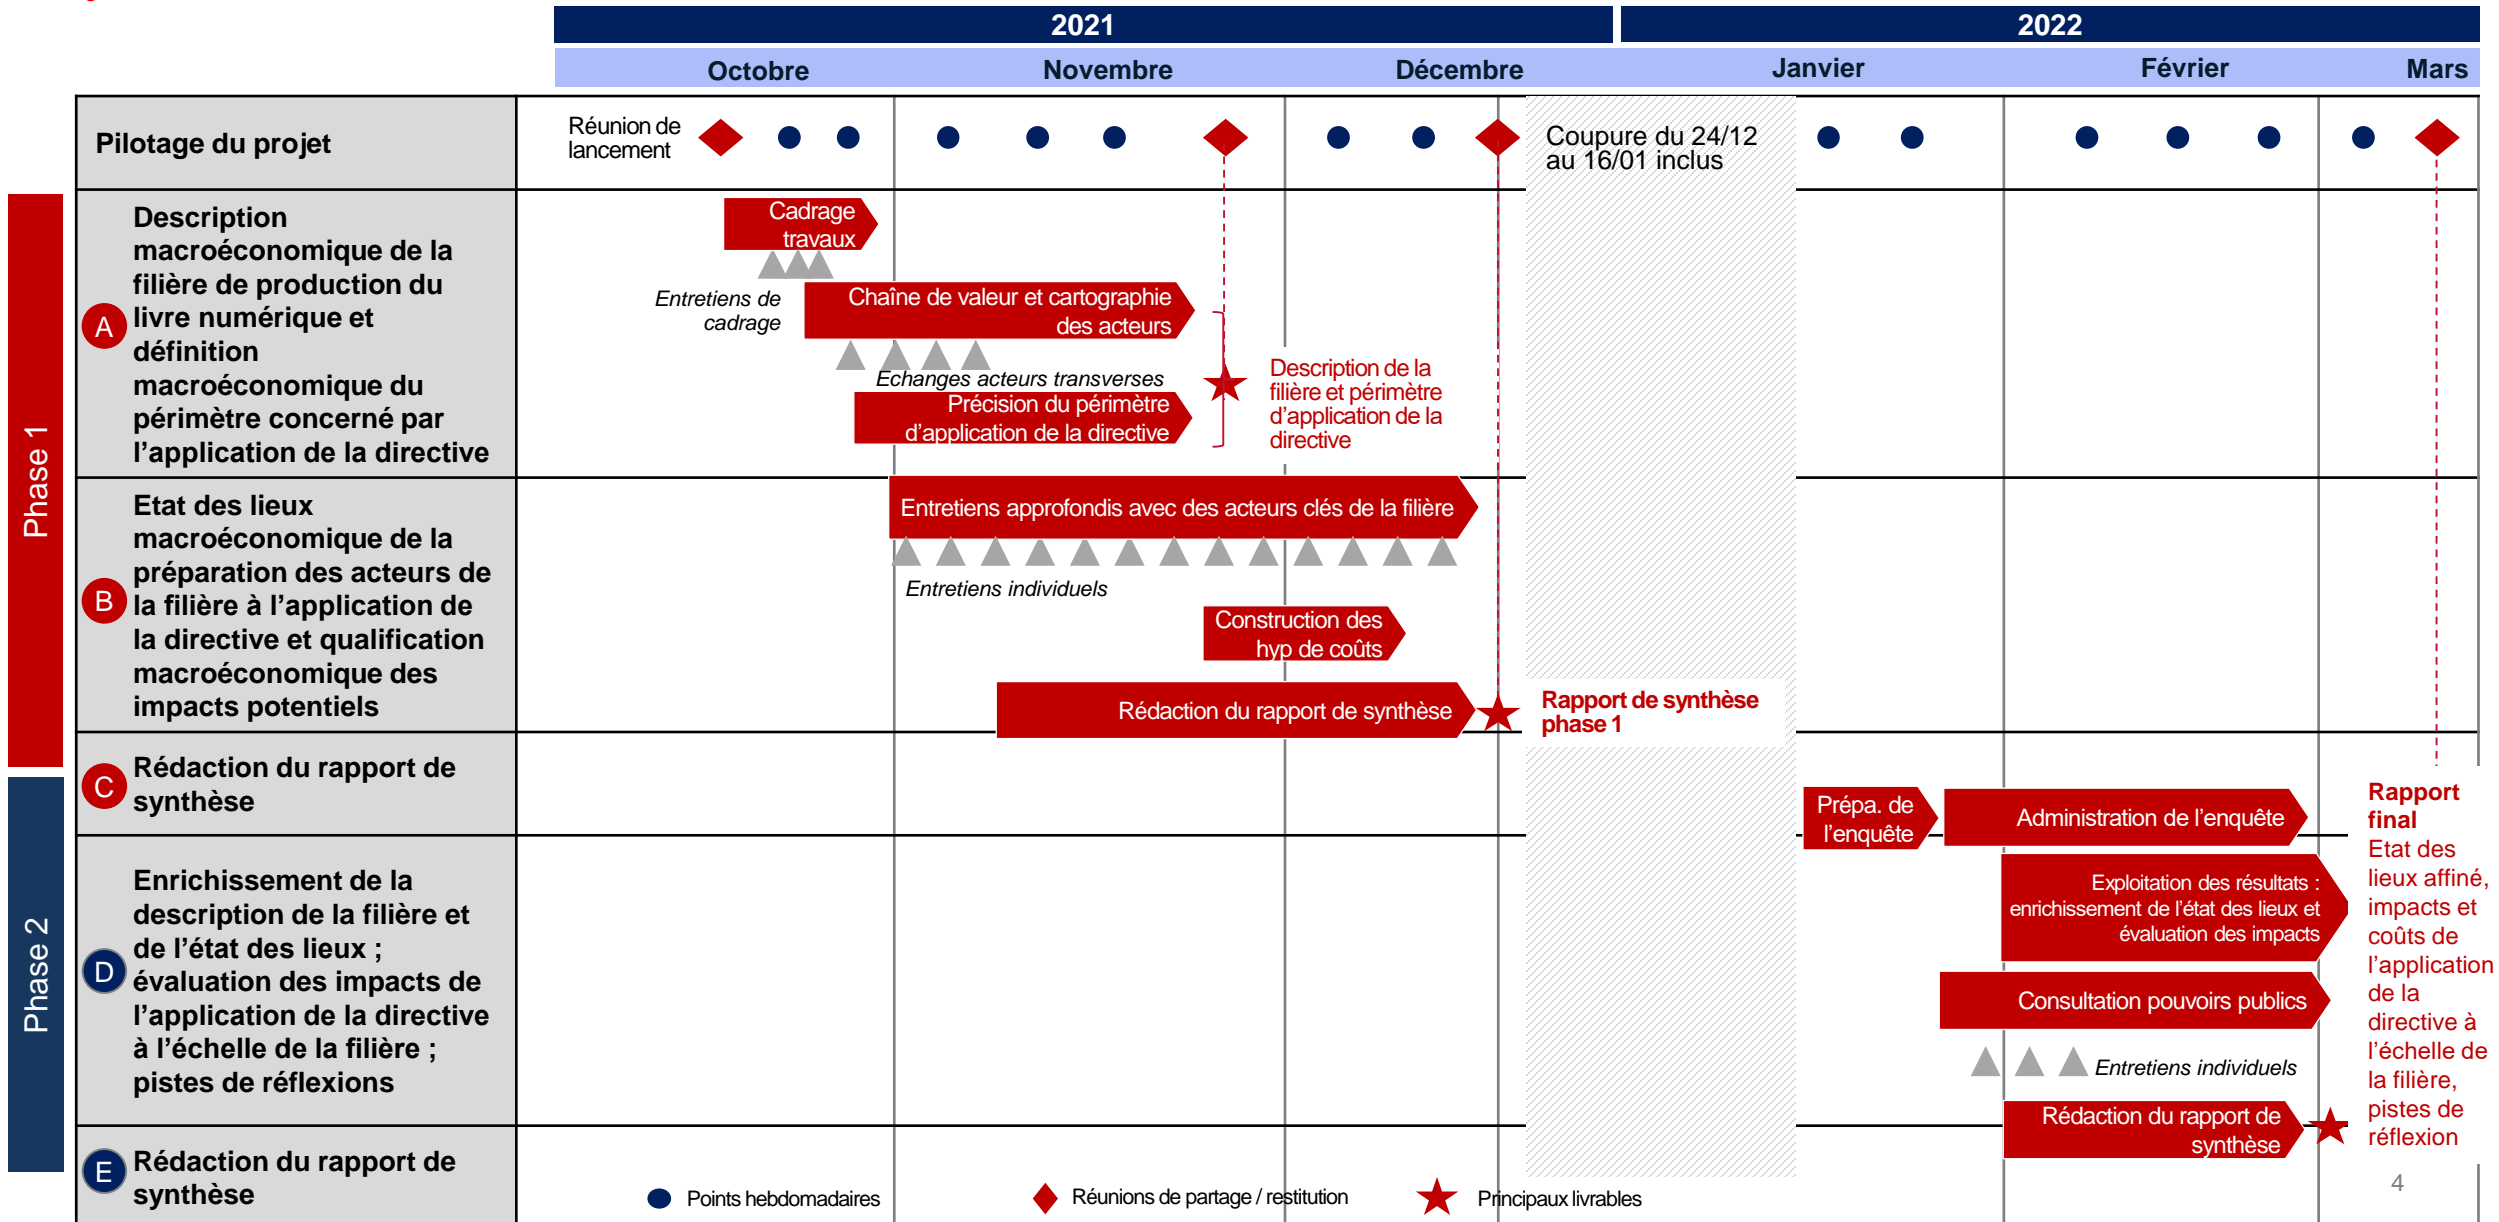 2021
2022
Octobre
Novembre
Décembre
Janvier
Février
Mars
Pilotage du projet
Réunion de
lancement
Coupure du 24/12
au 16/01 inclus
Phase 1
A
Description
macroéconomique de la
filière de production du
livre numérique et
définition
macroéconomique du
périmètre concerné par
l’application de la directive
Cadrage
travaux
Entretiens de
cadrage
Chaîne de valeur et cartographie
des acteurs
Echanges acteurs transverses
Précision du périmètre
d’application de la directive
Description de la
filière et périmètre
d’application de la
directive
B
Etat des lieux
macroéconomique de la
préparation des acteurs de
la filière à l’application de
la directive et qualification
macroéconomique des
impacts potentiels
Entretiens approfondis avec des acteurs clés de la filière
Entretiens individuels
Construction des
hyp de coûts
Rédaction du rapport de synthèse
Rapport de synthèse
phase 1
C
Rédaction du rapport de
synthèse
Prépa. de
l’enquête
Administration de l’enquête
Phase 2
D
Enrichissement de la
description de la filière et
de l’état des lieux ;
évaluation des impacts de
l’application de la directive
à l’échelle de la filière ;
pistes de réflexions
Exploitation des résultats :
enrichissement de l’état des lieux et
évaluation des impacts
Consultation pouvoirs publics
Entretiens individuels
Rédaction du rapport de
synthèse
Rapport
final
Etat des
lieux affiné,
impacts et
coûts de
l’application
de la
directive à
l’échelle de
la filière,
pistes de
réflexion
E
Rédaction du rapport de
synthèse
Points hebdomadaires
Réunions de partage / restitution
Principaux livrables
4